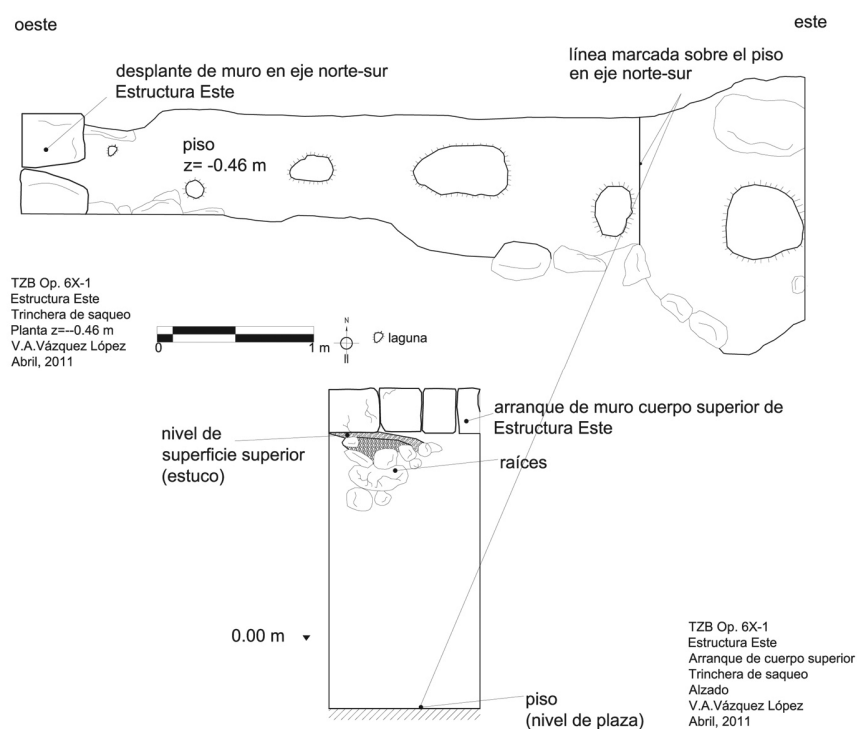 oeste
este
desplante de muro en eje norte-sur
Estructura Este
línea marcada sobre el piso
en eje norte-sur
piso
z= -0.46 m
TZB Op. 6X-1
Estructura Este
Trinchera de saqueo
Planta z=--0.46 m
V.A.Vázquez López
Abril, 2011
0
1 m
N
laguna
arranque de muro cuerpo superior de
Estructura Este
nivel de
superficie superior
(estuco)
raíces
0.00 m
piso
(nivel de plaza)
TZB Op. 6X-1
Estructura Este
Arranque de cuerpo superior
Trinchera de saqueo
Alzado
V.A.Vázquez López
Abril, 2011